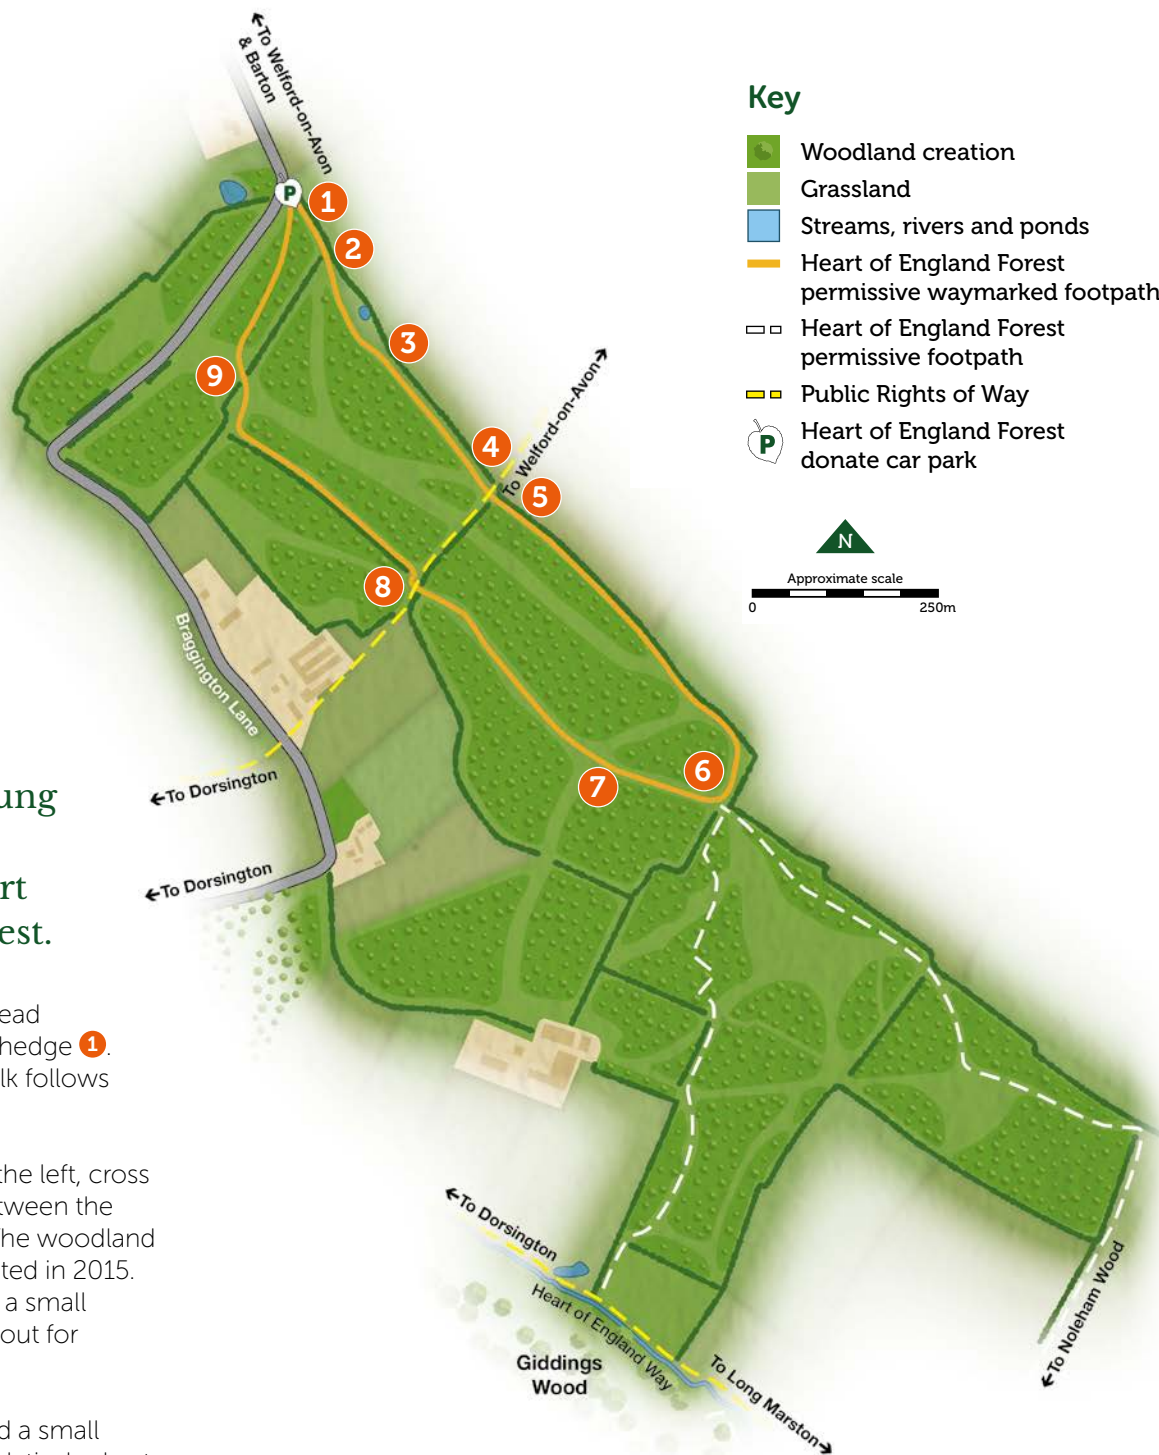 ←To Welford-on-Avon
& Barton
Key
Woodland creation
Grassland
Streams, rivers and ponds
Heart of England Forest
permissive waymarked footpath
Heart of England Forest
permissive footpath
Public Rights of Way
P
Heart of England Forest
donate car park
N
Approximate scale
0 250m
P
1
2
3
9
4
To Welford-on-Avon→
5
8
Braggington Lane
6
7
←To Dorsington
←To Dorsington
ung
rt
est.
ead
hedge 1.
lk follows
the left, cross
tween the
The woodland
ted in 2015.
a small
out for
d a small
←To Dorsington
Heart of England Way
Giddings
Wood
To Long Marston→
←To Noleham Wood